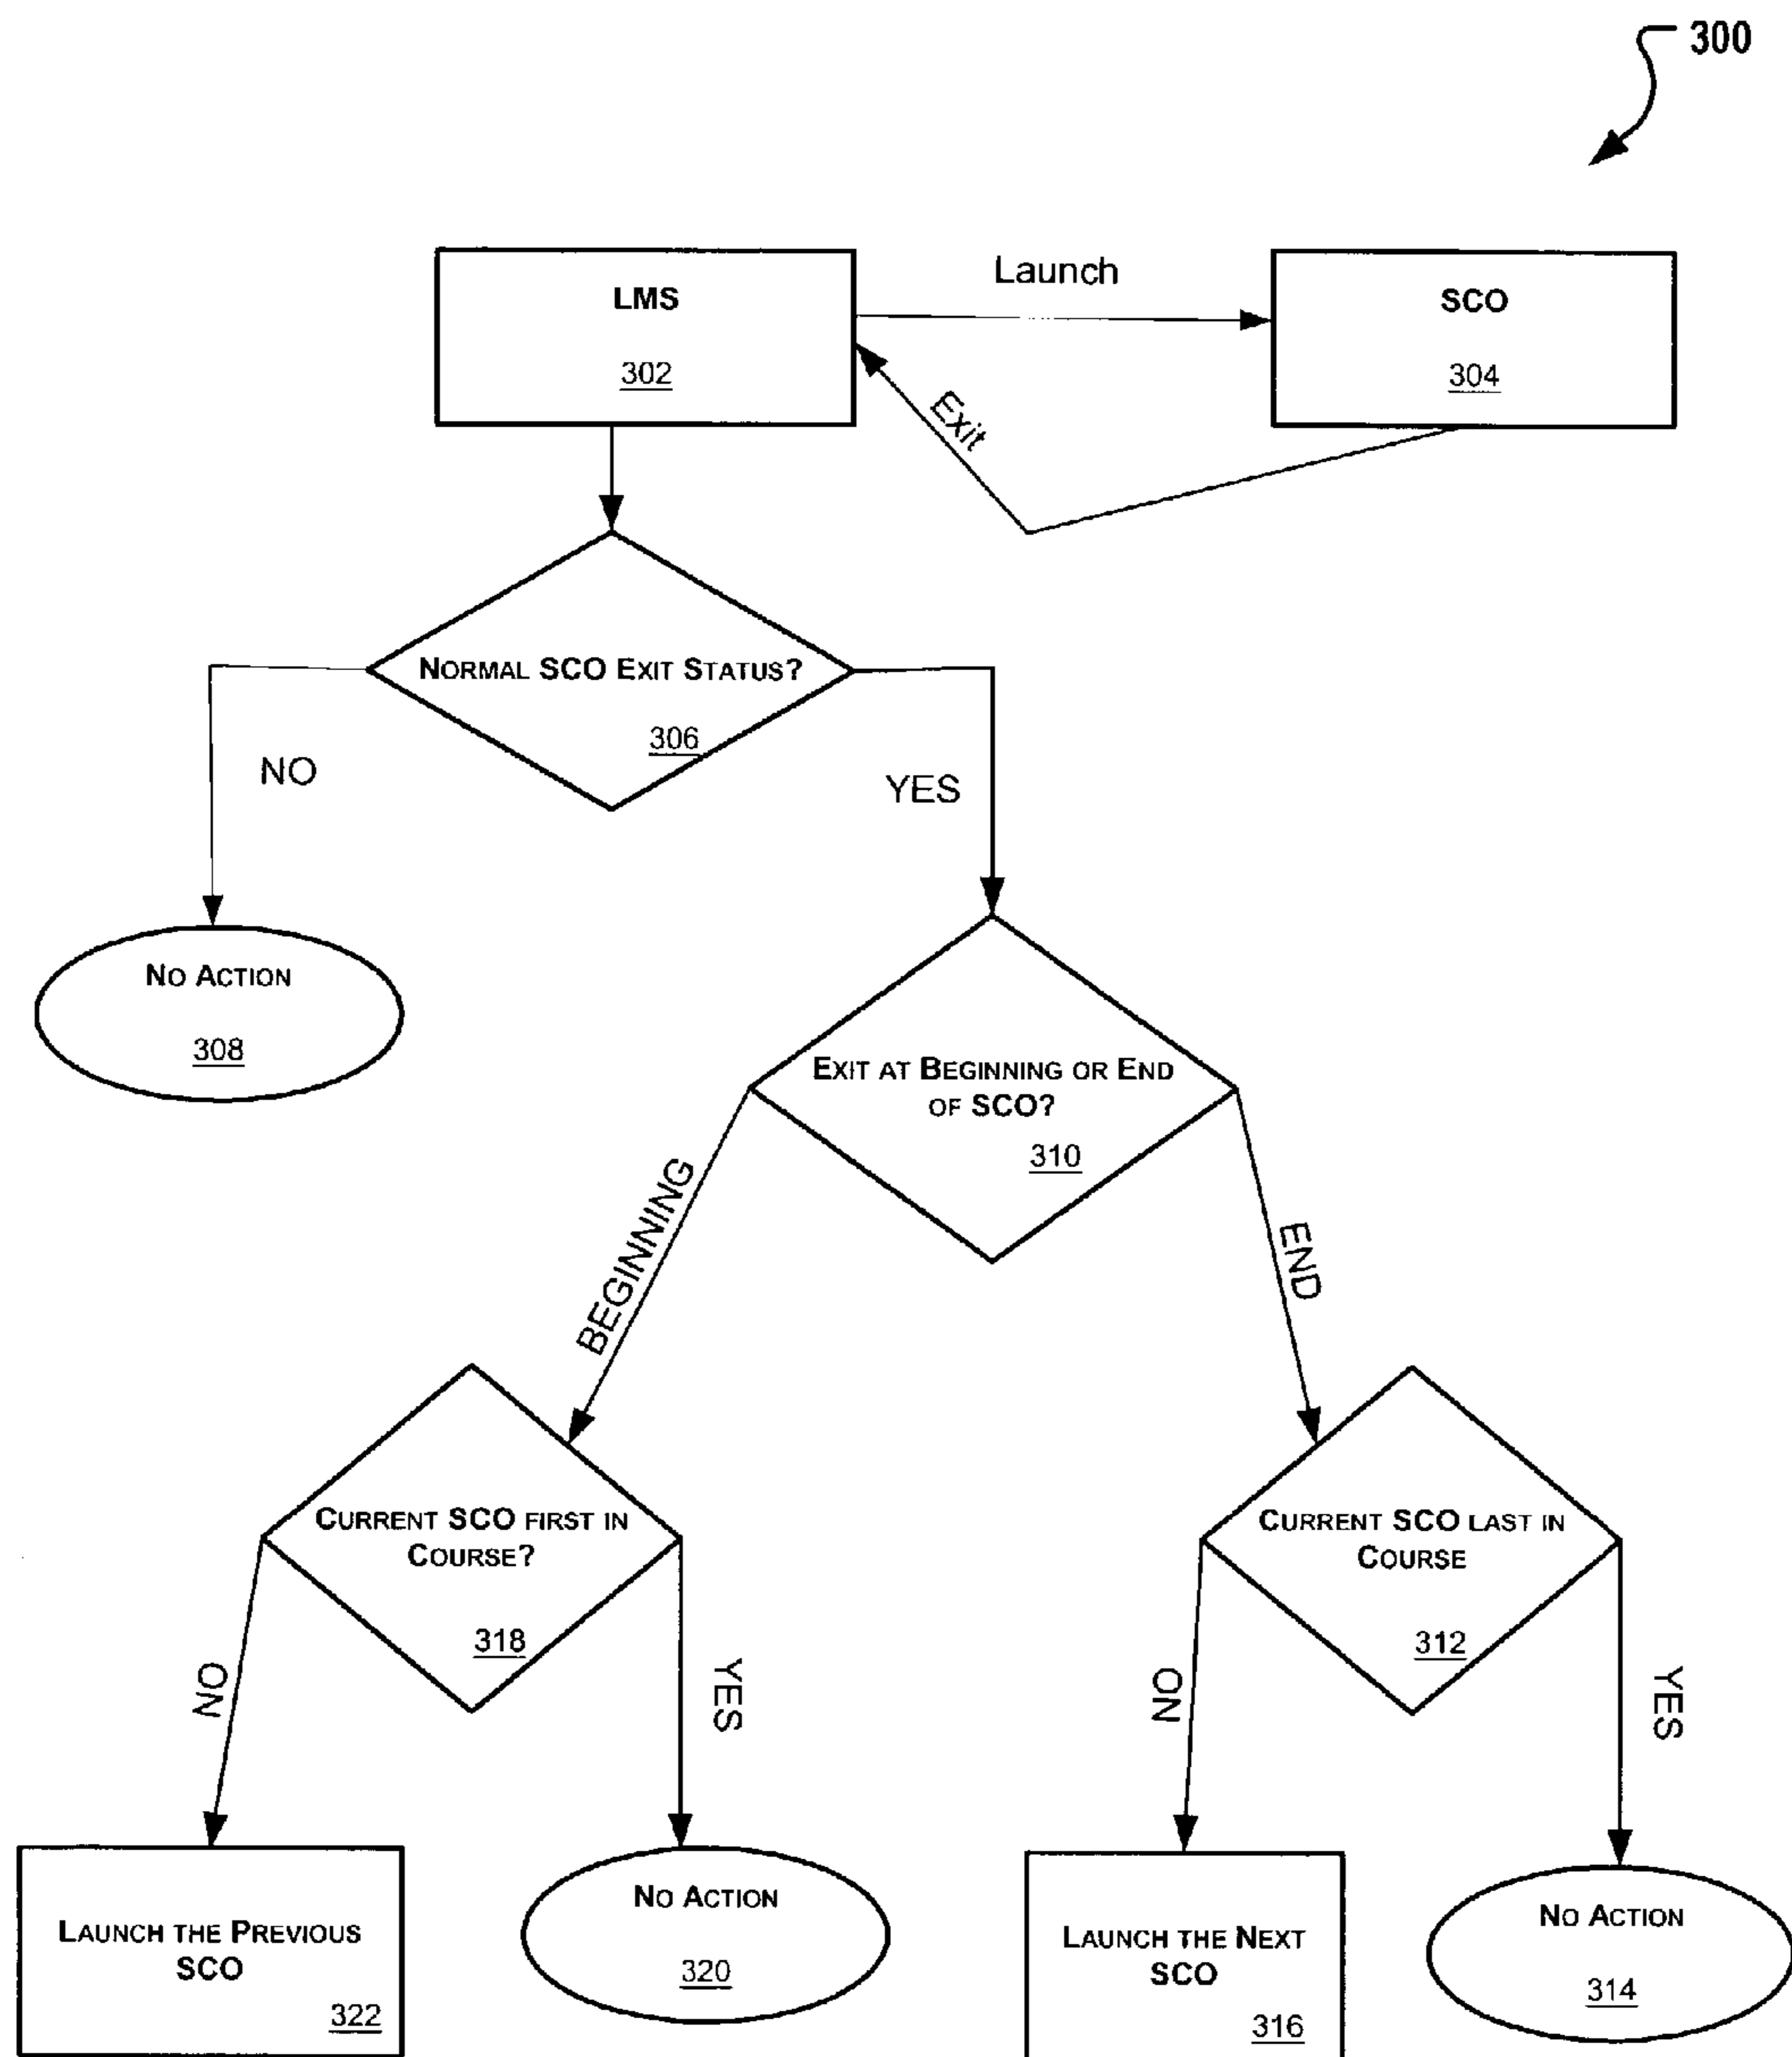 300
LMS
302
Launch
SCO
304
Exit
NORMAL SCO EXIT STATUS?
306
NO
YES
NO ACTION
308
EXIT AT BEGINNING OR END
OF SCO?
310
BEGINNING
END
CURRENT SCO FIRST IN
COURSE?
318
CURRENT SCO LAST IN
COURSE
312
NO
YES
NO
YES
LAUNCH THE PREVIOUS
SCO
322
NO ACTION
320
LAUNCH THE NEXT
SCO
316
NO ACTION
314